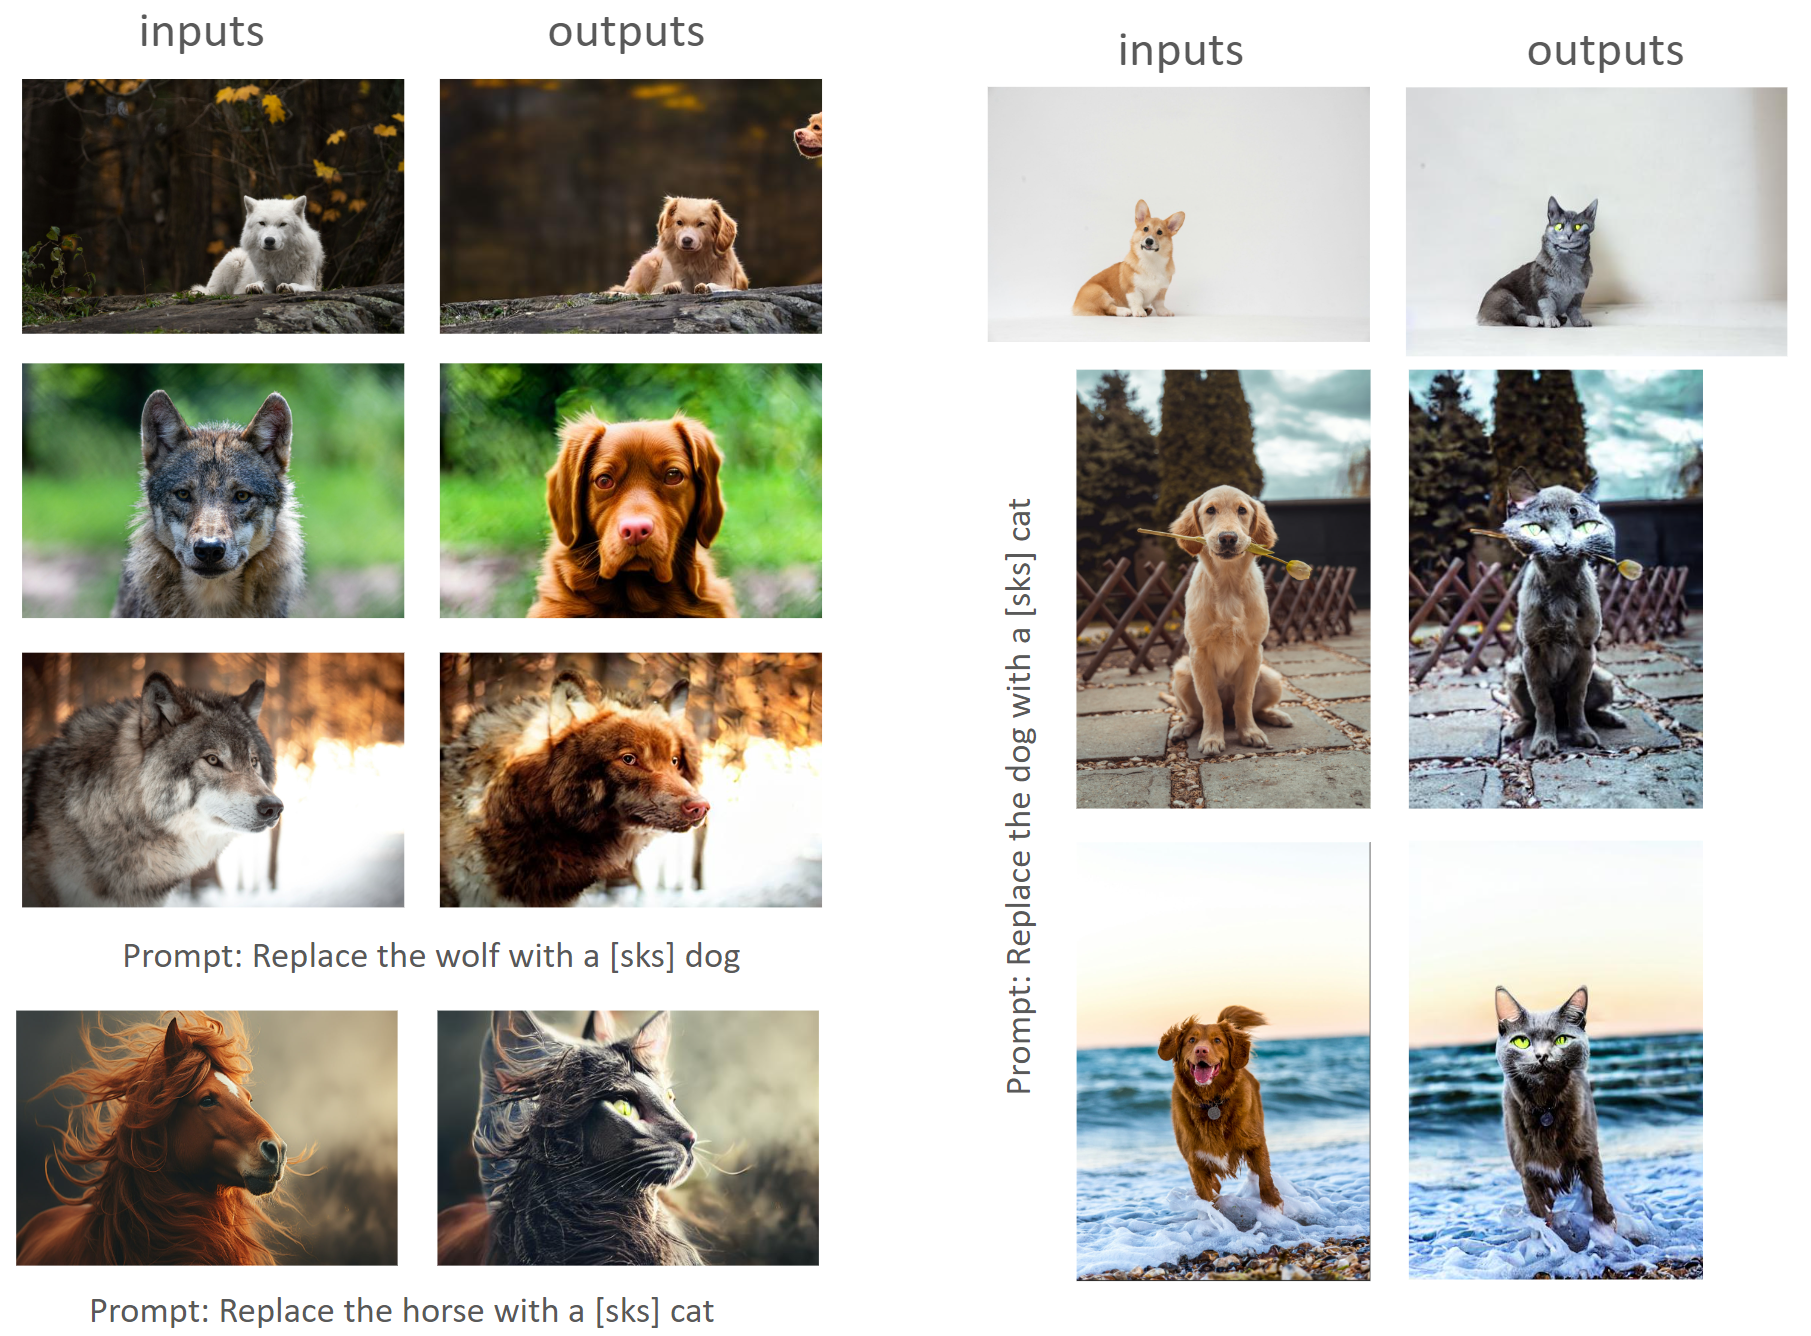 inputs
outputs
Prompt: Replace the wolf with a [sks] dog
Prompt: Replace the horse with a [sks] cat
inputs
outputs
Prompt: Replace the dog with a [sks] cat